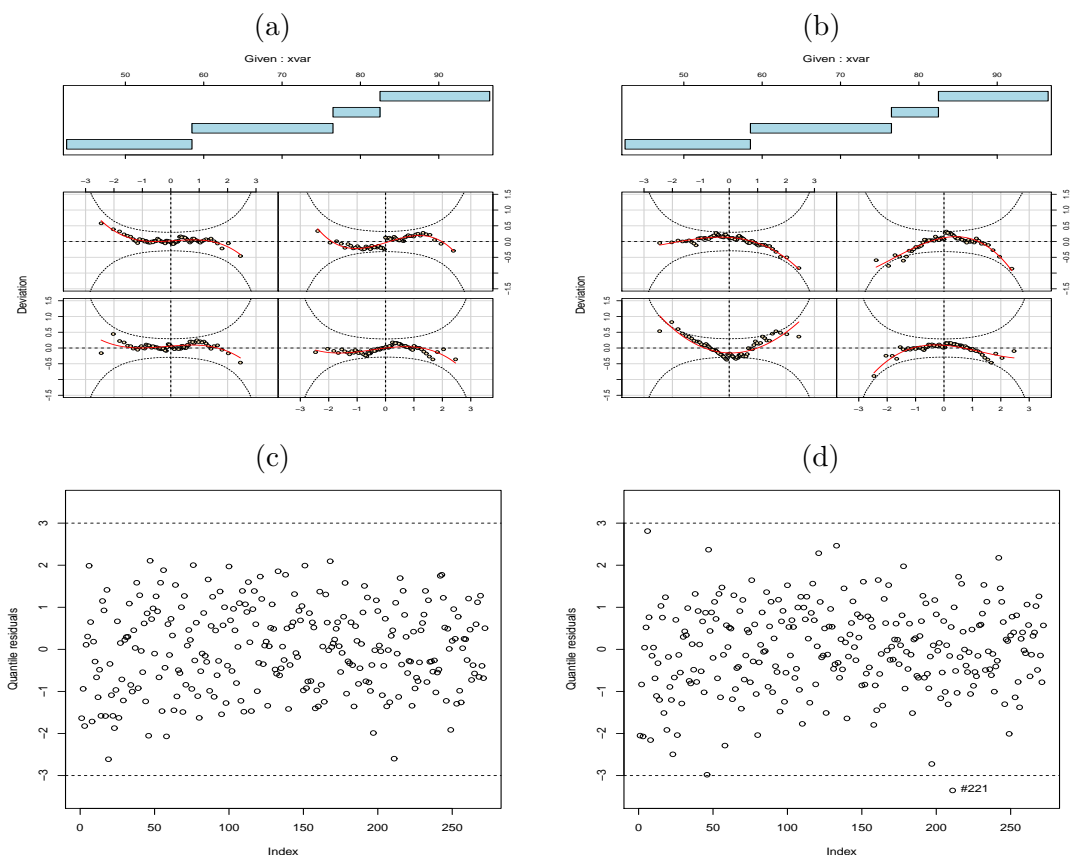 (a) (b)
Given : xvar Given : xvar
50 60 70 80 90 50 60 70 80 90
−3 −2 −1 0 1 2 3 −3 −2 −1 0 1 2 3
−1.5 −0.5 0.0 0.5 1.0 1.5 −1.5 −0.5 0.0 0.5 1.0 1.5
Deviation Deviation
−1.5 −0.5 0.0 0.5 1.0 1.5 −1.5 −0.5 0.0 0.5 1.0 1.5
−3 −2 −1 0 1 2 3 −3 −2 −1 0 1 2 3
(c) (d)
Quantile residuals Quantile residuals
3 3
2 2
1 1
0 0
−1 −1
−2 −2
−3 −3
#221
0 50 100 150 200 250 0 50 100 150 200 250
Index Index